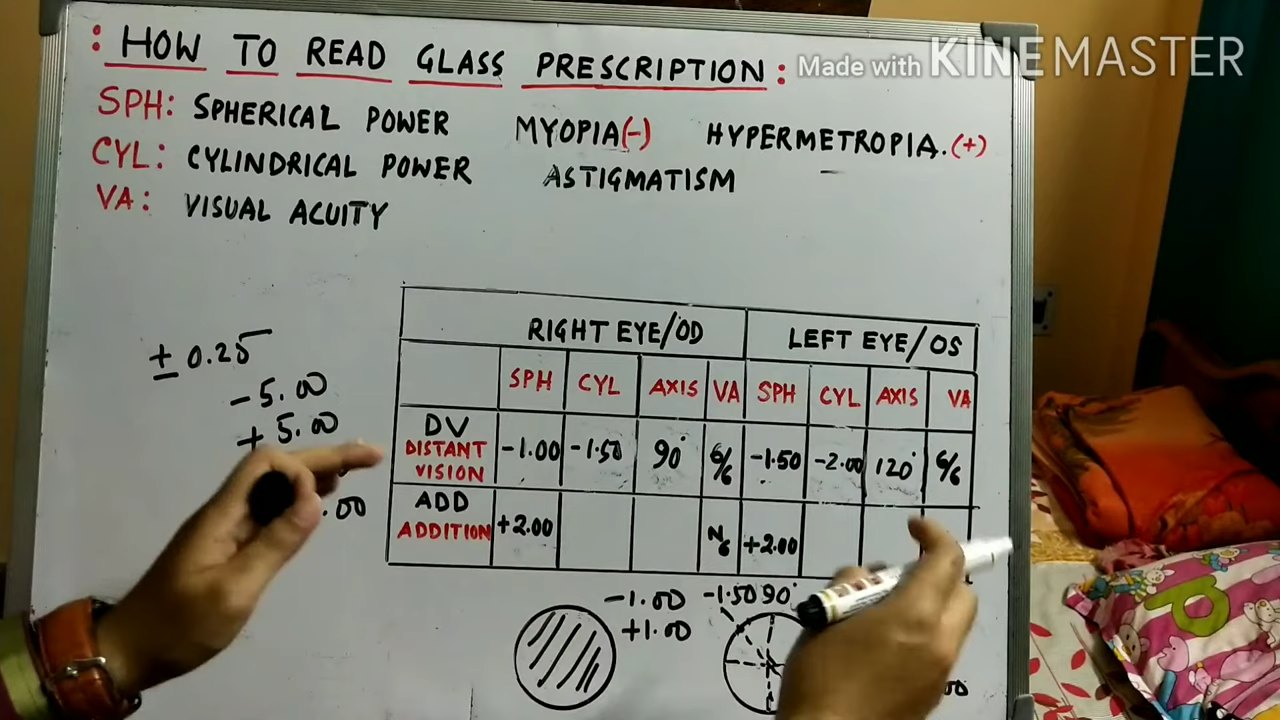 : HOW TO READ GLASS PRESCRIPTION :
Made with KINEMASTER
SPH: SPHERICAL POWER MYOPIA(-) HYPERMETROPIA.(+)
CYL: CYLINDRICAL POWER ASTIGMATISM
VA: VISUAL ACUITY
± 0.25
-5.00
+5.00
.00
RIGHT EYE/OD LEFT EYE/OS
SPH CYL AXIS VA SPH CYL AXIS VA
DV DISTANT VISION -1.00 -1.50 90° 6/6 -1.50 -2.00 120° 6/6
ADD ADDITION +2.00 N6 +2.00
-1.00 -1.50 90°
+1.00
00